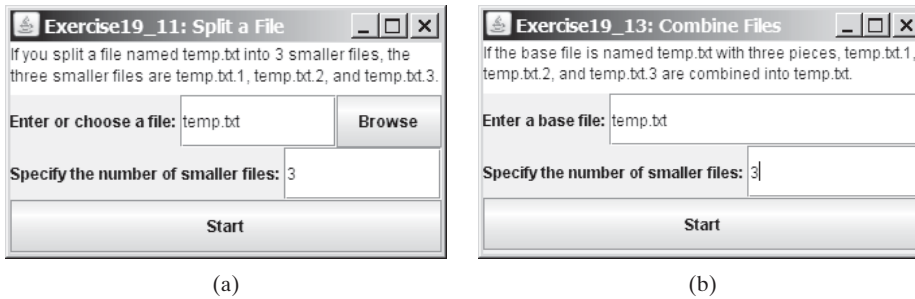 Exercise19_11: Split a File
If you split a file named temp.txt into 3 smaller files, the
three smaller files are temp.txt.1, temp.txt.2, and temp.txt.3.
Enter or choose a file: temp.txt Browse
Specify the number of smaller files: 3
Start
(a)
Exercise19_13: Combine Files
If the base file is named temp.txt with three pieces, temp.txt.1,
temp.txt.2, and temp.txt.3 are combined into temp.txt.
Enter a base file: temp.txt
Specify the number of smaller files: 3
Start
(b)